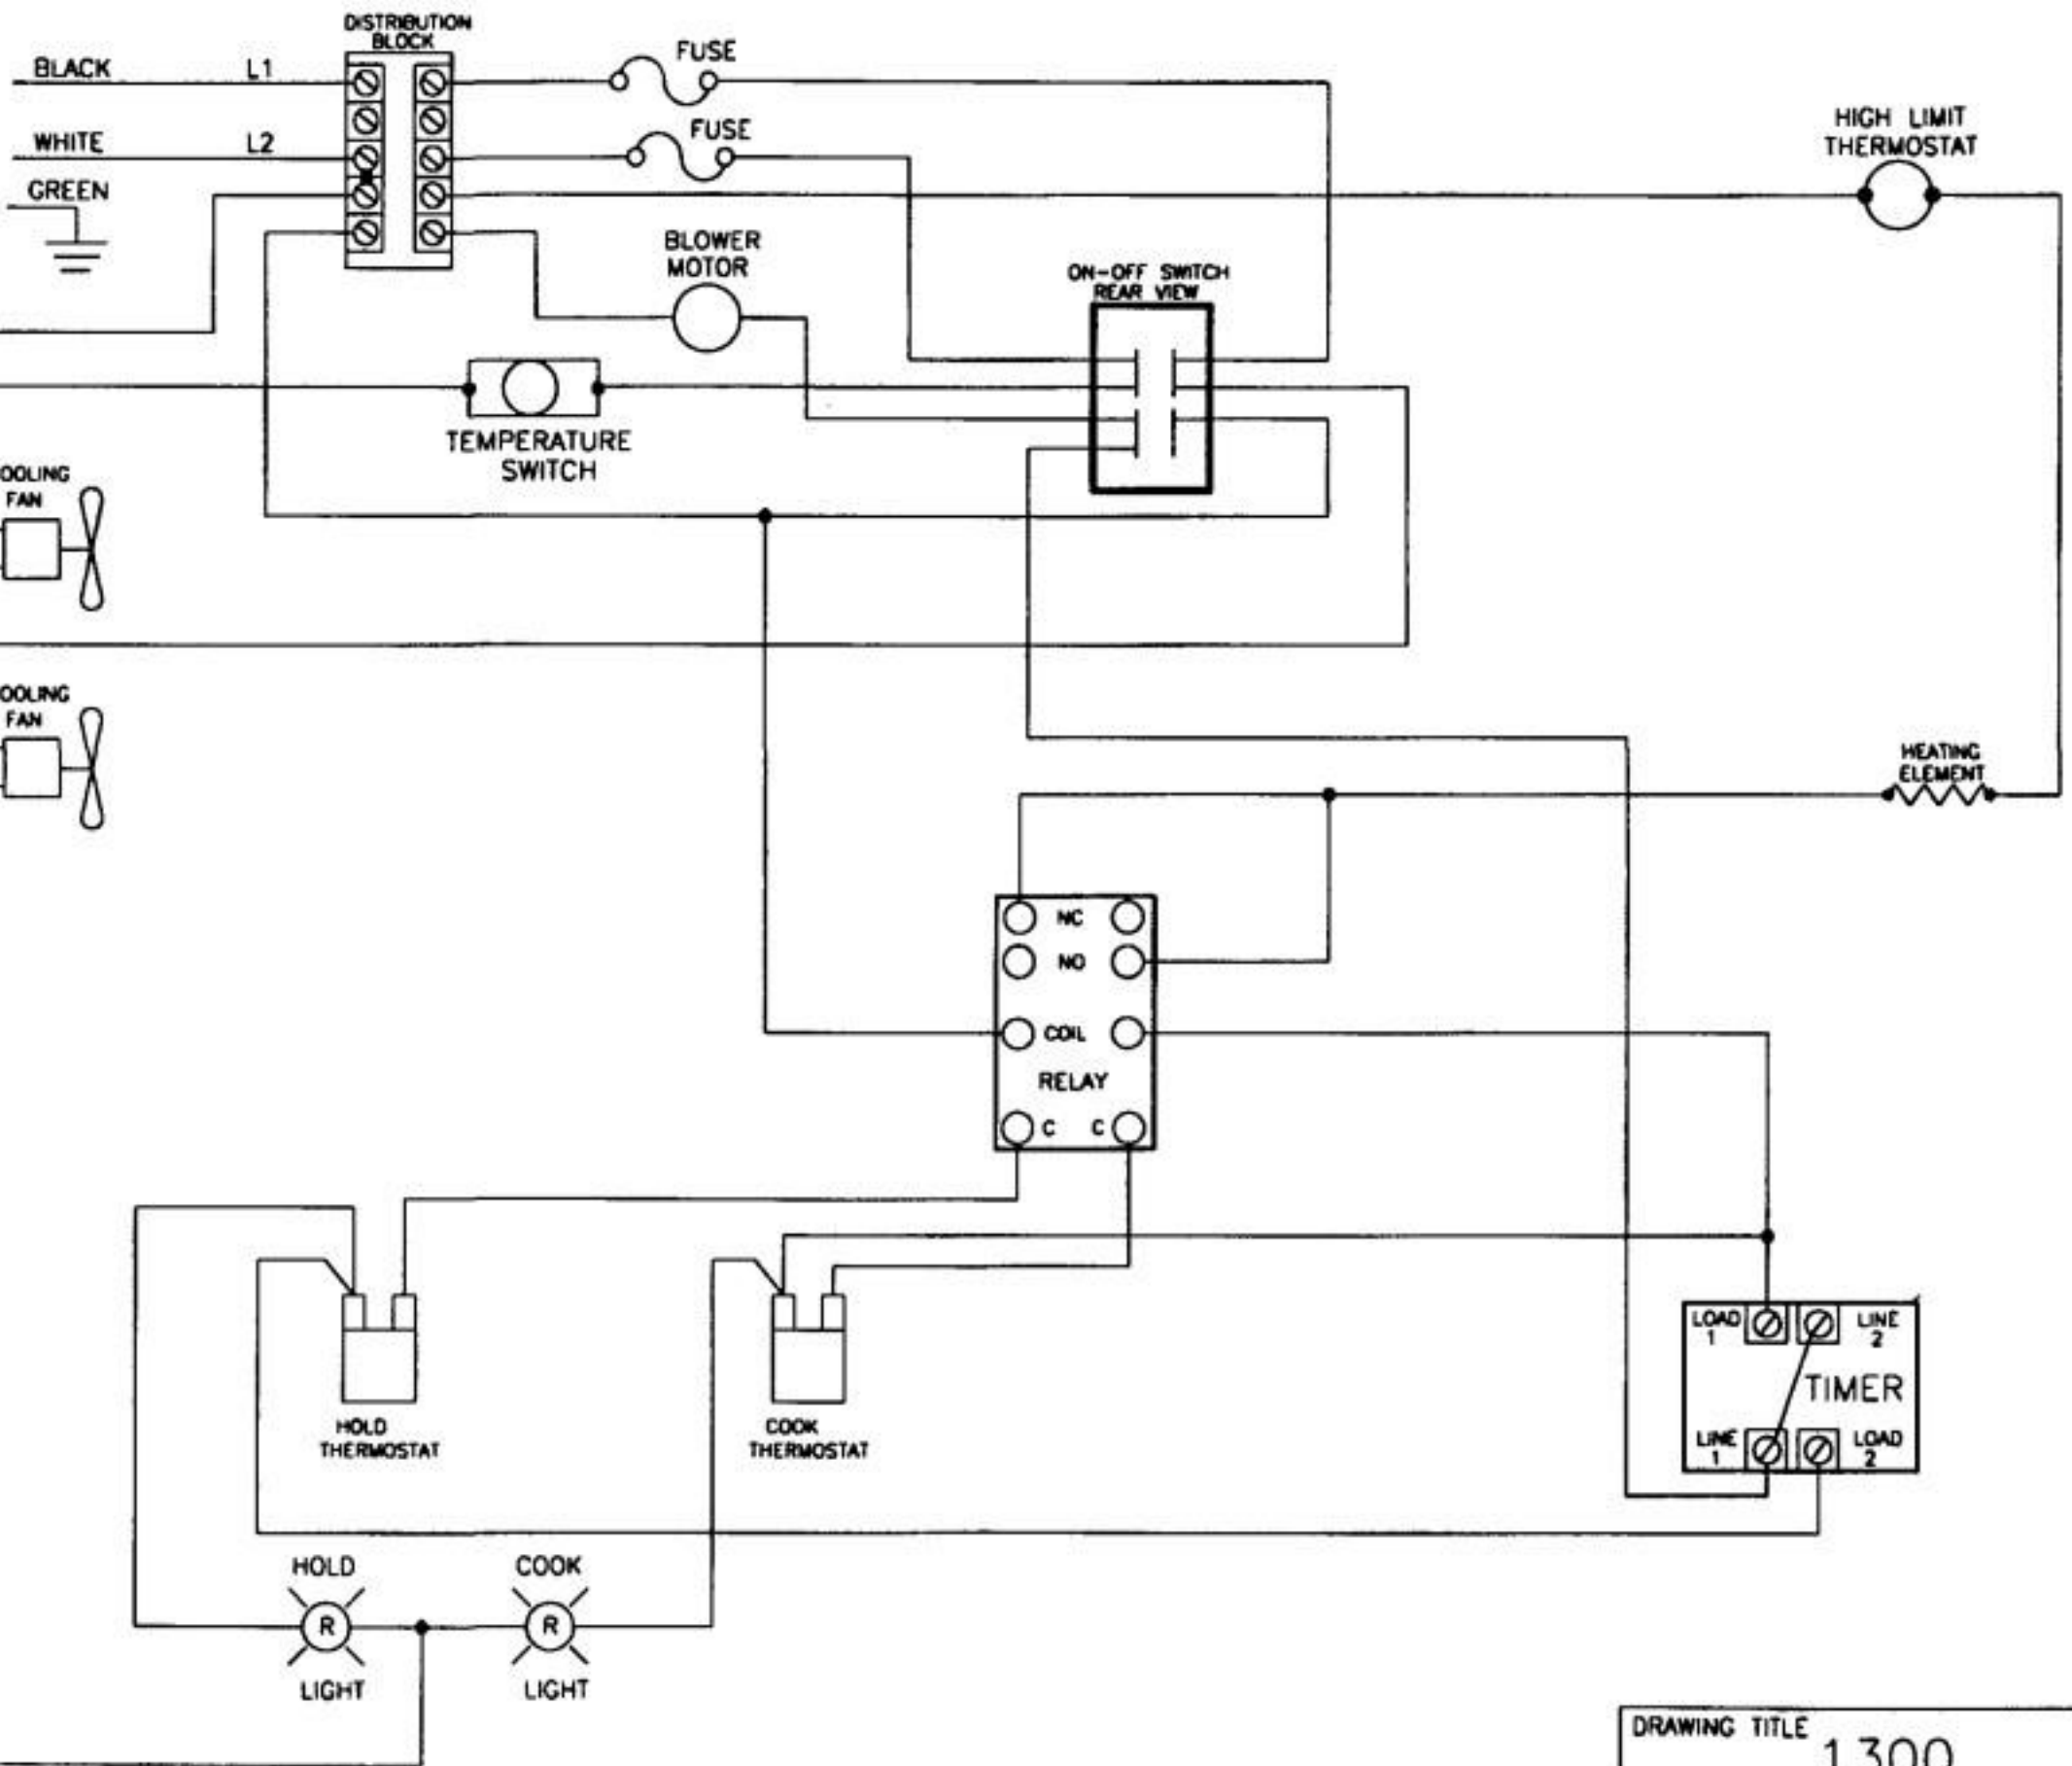 DISTRIBUTION
BLOCK
BLACK L1
FUSE
WHITE L2
FUSE
GREEN
HIGH LIMIT
THERMOSTAT
BLOWER
MOTOR
ON-OFF SWITCH
REAR VIEW
TEMPERATURE
SWITCH
OOLING
FAN
OOLING
FAN
HEATING
ELEMENT
NC
NO
COIL
RELAY
C C
LOAD
1
LINE
2
TIMER
LINE
1
LOAD
2
HOLD
THERMOSTAT
COOK
THERMOSTAT
HOLD
R
LIGHT
COOK
R
LIGHT
DRAWING TITLE
1300